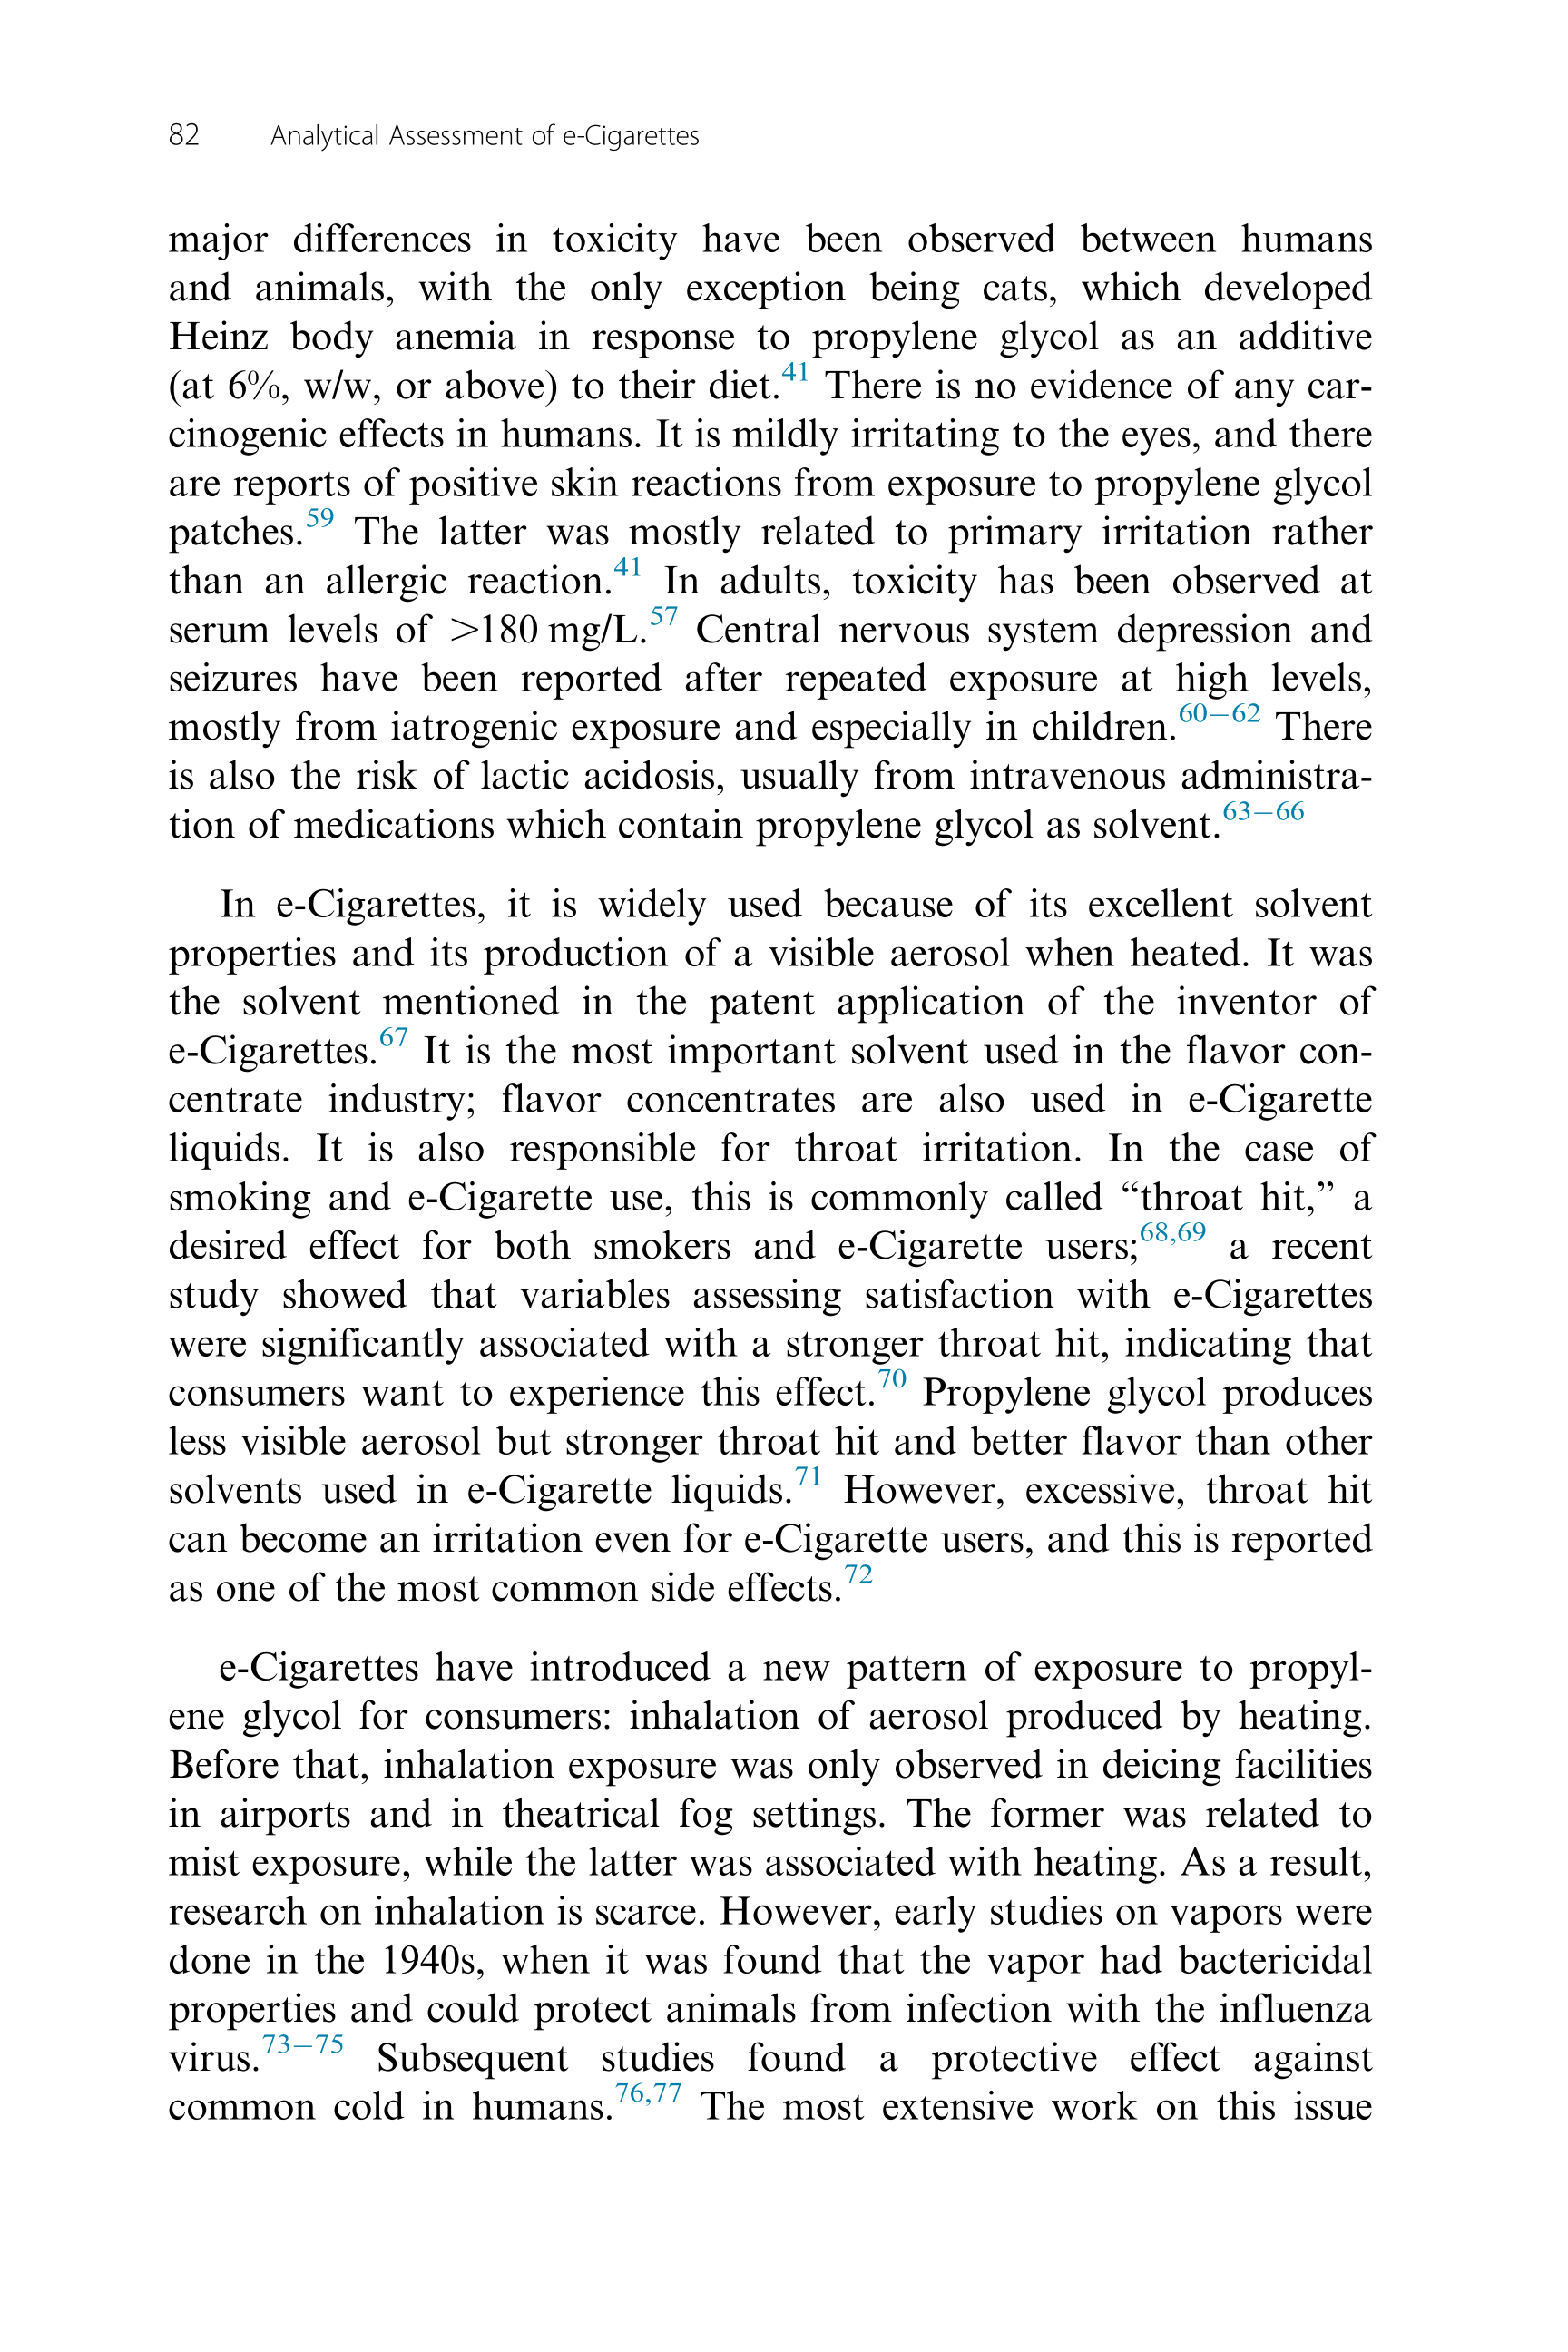 82 Analytical Assessment of e-Cigarettes
major differences in toxicity have been observed between humans
and animals, with the only exception being cats, which developed
Heinz body anemia in response to propylene glycol as an additive
(at 6%, w/w, or above) to their diet.41 There is no evidence of any car-
cinogenic effects in humans. It is mildly irritating to the eyes, and there
are reports of positive skin reactions from exposure to propylene glycol
patches.59 The latter was mostly related to primary irritation rather
than an allergic reaction.41 In adults, toxicity has been observed at
serum levels of >180 mg/L.57 Central nervous system depression and
seizures have been reported after repeated exposure at high levels,
mostly from iatrogenic exposure and especially in children.60–62 There
is also the risk of lactic acidosis, usually from intravenous administra-
tion of medications which contain propylene glycol as solvent.63–66
In e-Cigarettes, it is widely used because of its excellent solvent
properties and its production of a visible aerosol when heated. It was
the solvent mentioned in the patent application of the inventor of
e-Cigarettes.67 It is the most important solvent used in the flavor con-
centrate industry; flavor concentrates are also used in e-Cigarette
liquids. It is also responsible for throat irritation. In the case of
smoking and e-Cigarette use, this is commonly called “throat hit,” a
desired effect for both smokers and e-Cigarette users;68,69 a recent
study showed that variables assessing satisfaction with e-Cigarettes
were significantly associated with a stronger throat hit, indicating that
consumers want to experience this effect.70 Propylene glycol produces
less visible aerosol but stronger throat hit and better flavor than other
solvents used in e-Cigarette liquids.71 However, excessive, throat hit
can become an irritation even for e-Cigarette users, and this is reported
as one of the most common side effects.72
e-Cigarettes have introduced a new pattern of exposure to propyl-
ene glycol for consumers: inhalation of aerosol produced by heating.
Before that, inhalation exposure was only observed in deicing facilities
in airports and in theatrical fog settings. The former was related to
mist exposure, while the latter was associated with heating. As a result,
research on inhalation is scarce. However, early studies on vapors were
done in the 1940s, when it was found that the vapor had bactericidal
properties and could protect animals from infection with the influenza
virus.73–75 Subsequent studies found a protective effect against
common cold in humans.76,77 The most extensive work on this issue